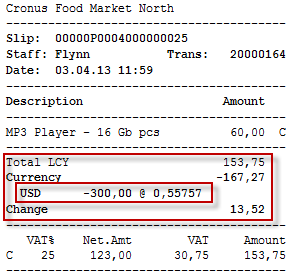 Cronus Food Market North
Slip: 00000P0004000000025
Staff: Flynn Trans: 20000164
Date: 03.04.13 11:59
Description Amount
MP3 Player - 16 Gb pcs 60,00 C
Total LCY 153,75
Currency -167,27
USD -300,00 @ 0,55757
Change 13,52
VAT% Net.Amt VAT Amount
C 25 123,00 30,75 153,75